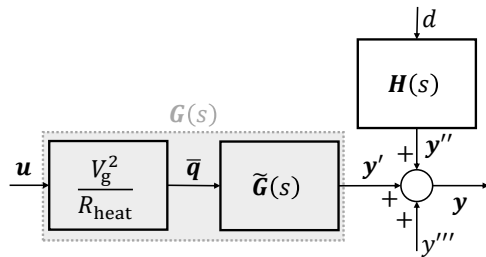 d
H(s)
G(s)
+ y''
u
V_g^2 / R_heat
q̅
G̃(s)
y'
+
y
+
y'''